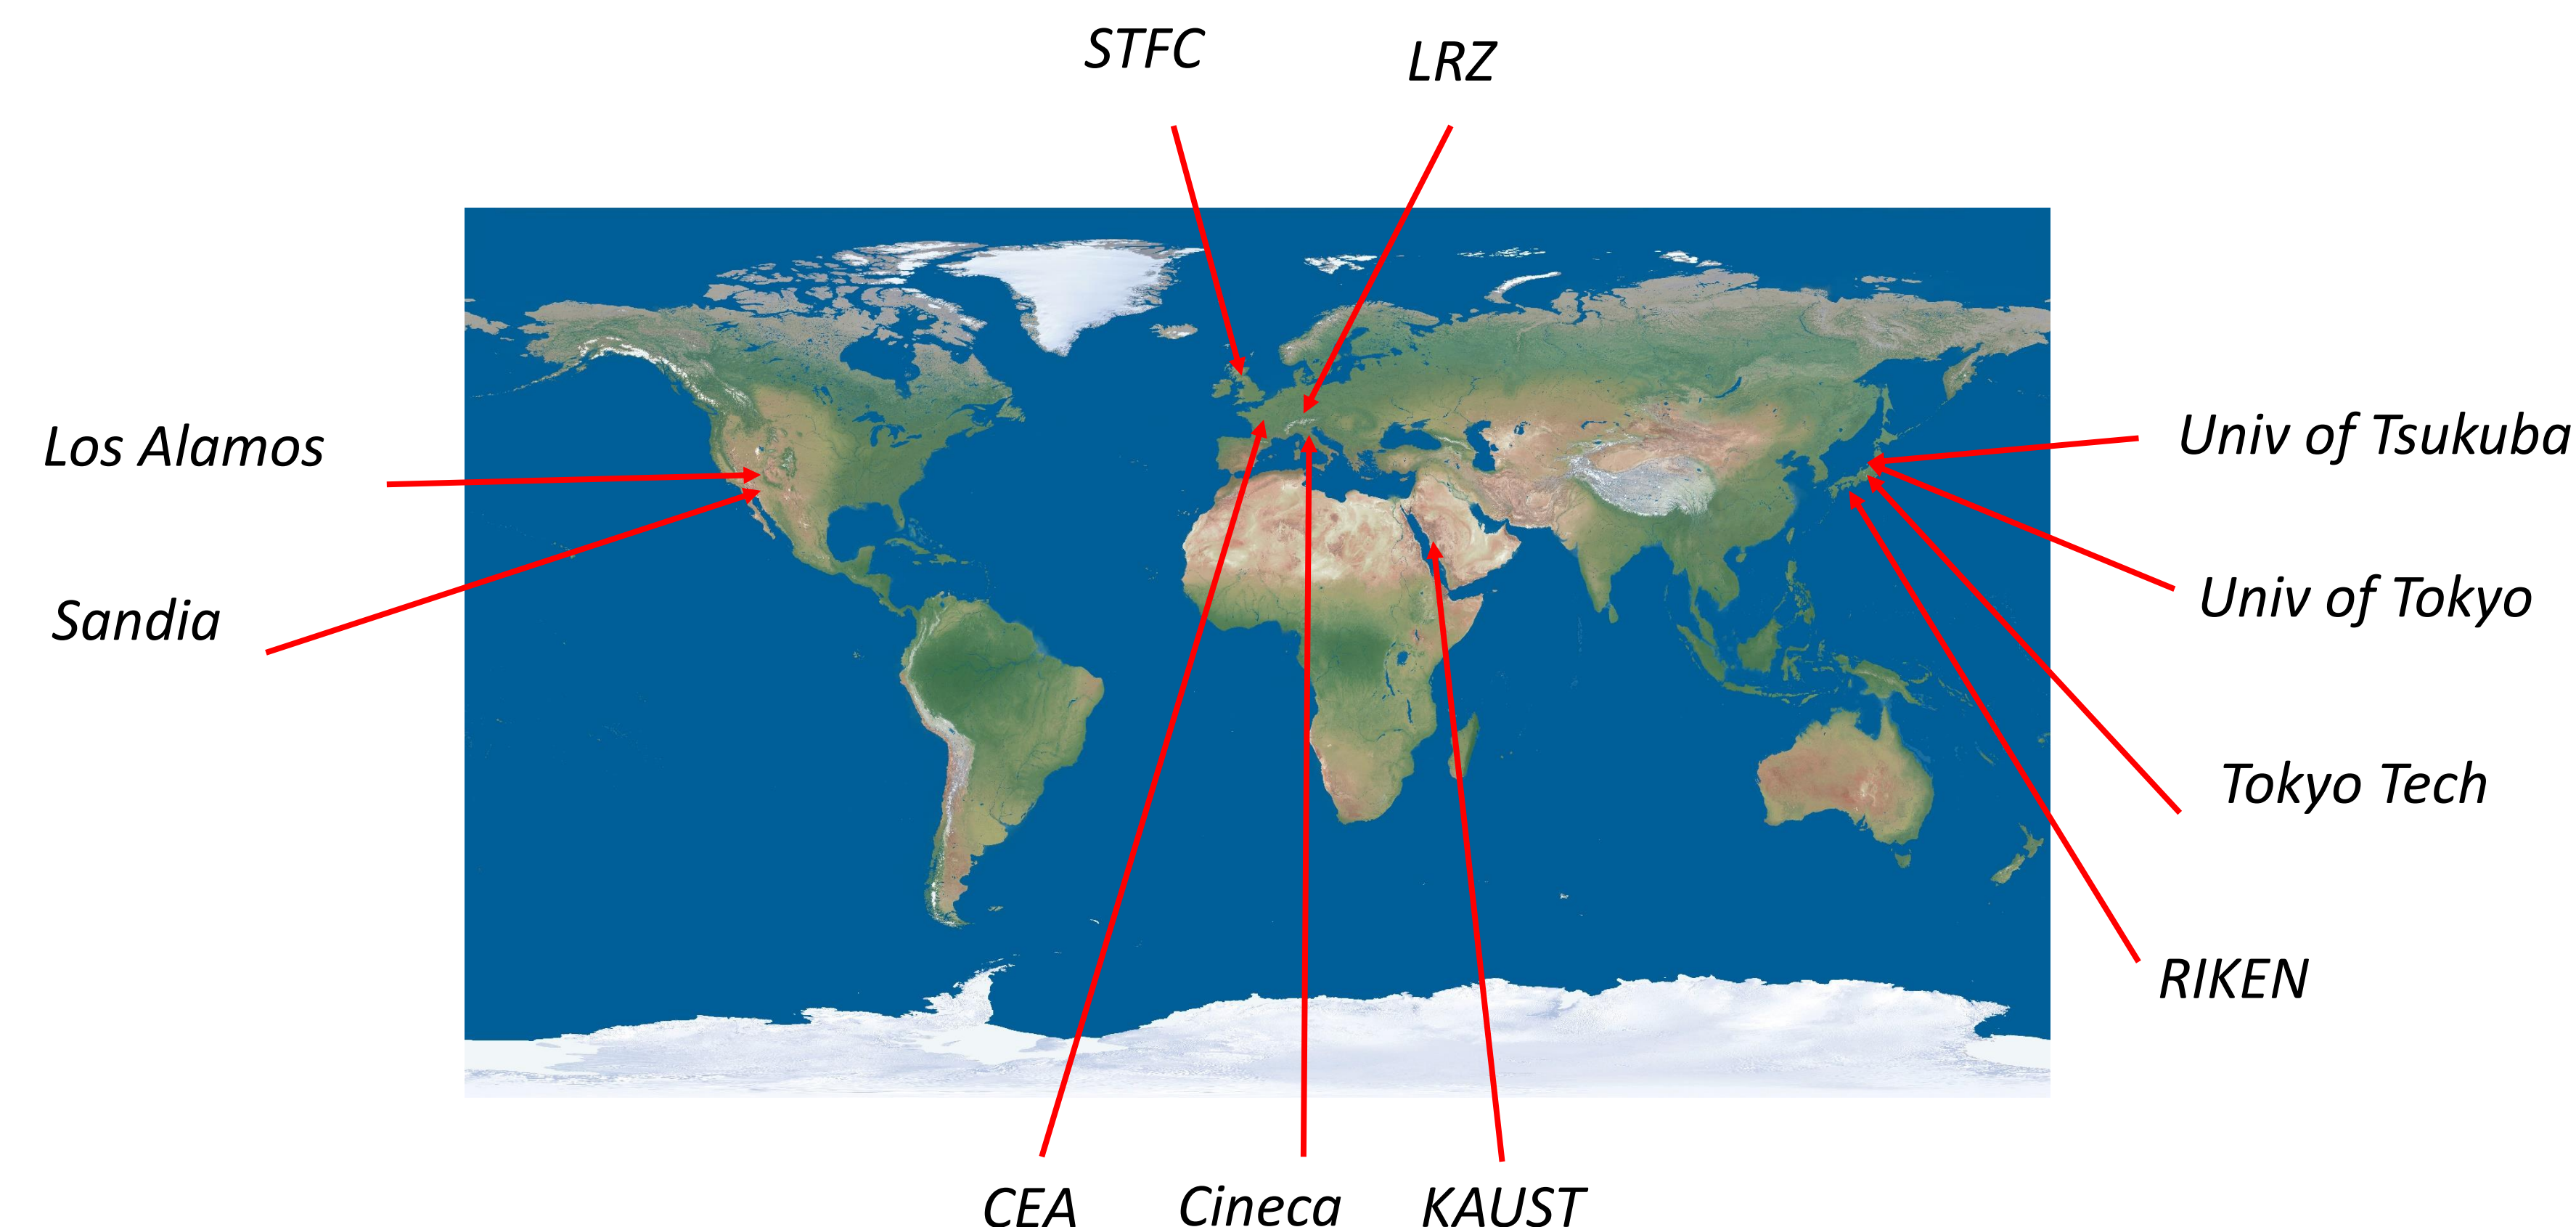 STFC
LRZ
Los Alamos
Sandia
Univ of Tsukuba
Univ of Tokyo
Tokyo Tech
RIKEN
CEA
Cineca
KAUST